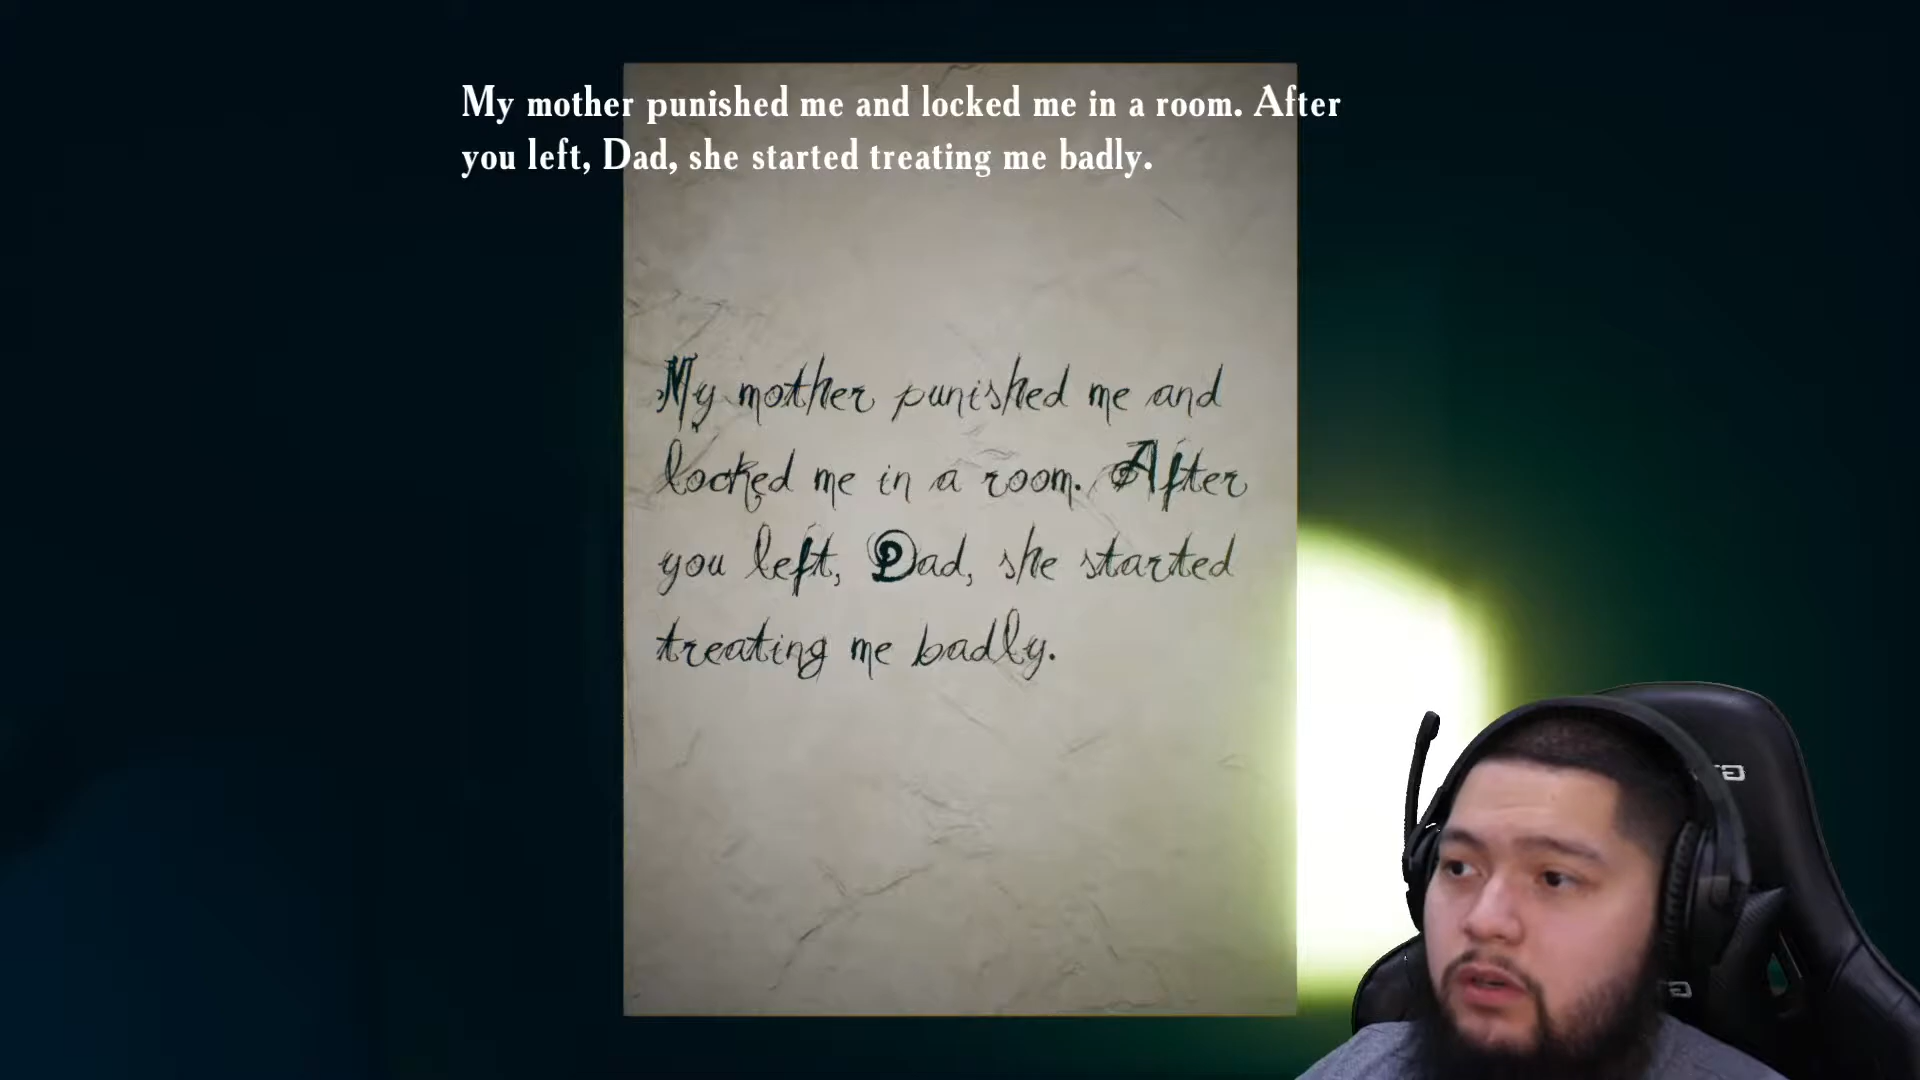 My mother punished me and locked me in a room. After
you left, Dad, she started treating me badly.
My mother punished me and
locked me in a room. After
you left, Dad, she started
treating me badly.